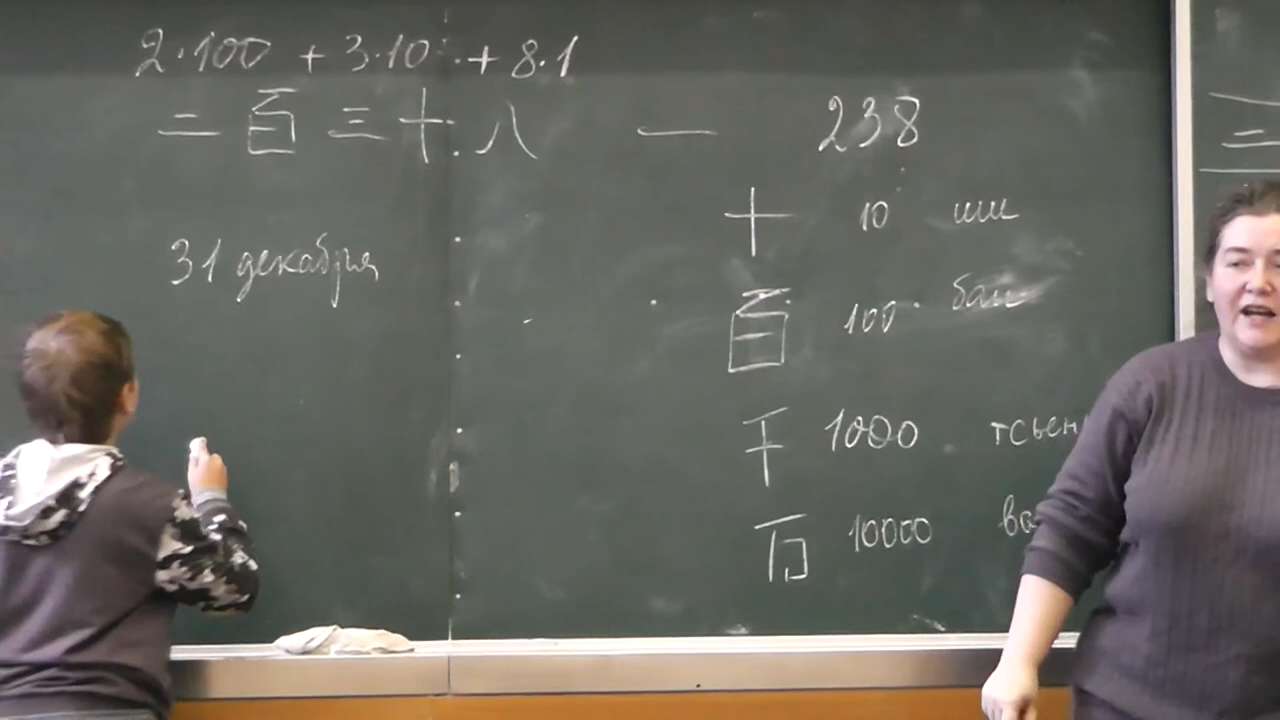 2·100 + 3·10 + 8·1
二百三十八 — 238
十 10 ши
31 декабря
百 100 бай
千 1000 тсьен
万 10000
二